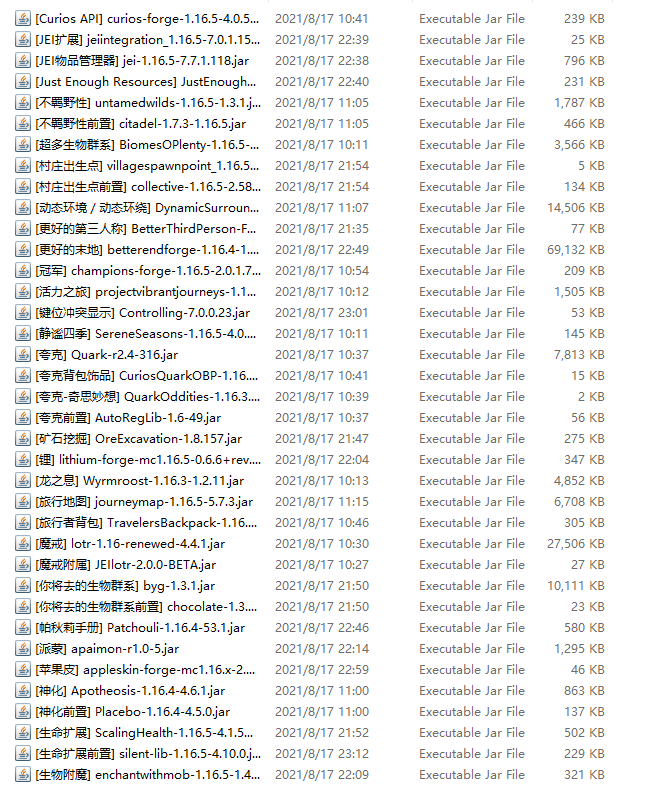 [Curios API] curios-forge-1.16.5-4.0.5... 2021/8/17 10:41 Executable Jar File 239 KB
[JEI扩展] jeiintegration_1.16.5-7.0.1.15... 2021/8/17 22:39 Executable Jar File 25 KB
[JEI物品管理器] jei-1.16.5-7.7.1.118.jar 2021/8/17 22:38 Executable Jar File 796 KB
[Just Enough Resources] JustEnough... 2021/8/17 22:40 Executable Jar File 231 KB
[不羁野性] untamedwilds-1.16.5-1.3.1.j... 2021/8/17 11:05 Executable Jar File 1,787 KB
[不羁野性前置] citadel-1.7.3-1.16.5.jar 2021/8/17 11:05 Executable Jar File 466 KB
[超多生物群系] BiomesOPlenty-1.16.5-... 2021/8/17 10:11 Executable Jar File 3,566 KB
[村庄出生点] villagespawnpoint_1.16.5... 2021/8/17 21:54 Executable Jar File 5 KB
[村庄出生点前置] collective-1.16.5-2.58... 2021/8/17 21:54 Executable Jar File 134 KB
[动态环境 / 动态环绕] DynamicSurroun... 2021/8/17 11:07 Executable Jar File 14,506 KB
[更好的第三人称] BetterThirdPerson-F... 2021/8/17 21:35 Executable Jar File 77 KB
[更好的末地] betterendforge-1.16.4-1.... 2021/8/17 22:49 Executable Jar File 69,132 KB
[冠军] champions-forge-1.16.5-2.0.1.7... 2021/8/17 10:54 Executable Jar File 209 KB
[活力之旅] projectvibrantjourneys-1.1... 2021/8/17 10:12 Executable Jar File 1,505 KB
[键位冲突显示] Controlling-7.0.0.23.jar 2021/8/17 23:01 Executable Jar File 53 KB
[静谧四季] SereneSeasons-1.16.5-4.0.... 2021/8/17 10:11 Executable Jar File 145 KB
[夸克] Quark-r2.4-316.jar 2021/8/17 10:37 Executable Jar File 7,813 KB
[夸克背包饰品] CuriosQuarkOBP-1.16.... 2021/8/17 10:41 Executable Jar File 15 KB
[夸克-奇思妙想] QuarkOddities-1.16.3.... 2021/8/17 10:39 Executable Jar File 2 KB
[夸克前置] AutoRegLib-1.6-49.jar 2021/8/17 10:37 Executable Jar File 56 KB
[矿石挖掘] OreExcavation-1.8.157.jar 2021/8/17 21:47 Executable Jar File 275 KB
[锂] lithium-forge-mc1.16.5-0.6.6+rev.... 2021/8/17 22:04 Executable Jar File 347 KB
[龙之息] Wyrmroost-1.16.3-1.2.11.jar 2021/8/17 10:13 Executable Jar File 4,852 KB
[旅行地图] journeymap-1.16.5-5.7.3.jar 2021/8/17 11:15 Executable Jar File 6,708 KB
[旅行者背包] TravelersBackpack-1.16.... 2021/8/17 10:46 Executable Jar File 305 KB
[魔戒] lotr-1.16-renewed-4.4.1.jar 2021/8/17 10:30 Executable Jar File 27,506 KB
[魔戒附属] JEIlotr-2.0.0-BETA.jar 2021/8/17 10:27 Executable Jar File 27 KB
[你将去的生物群系] byg-1.3.1.jar 2021/8/17 21:50 Executable Jar File 10,111 KB
[你将去的生物群系前置] chocolate-1.3.... 2021/8/17 21:50 Executable Jar File 23 KB
[帕秋莉手册] Patchouli-1.16.4-53.1.jar 2021/8/17 22:46 Executable Jar File 580 KB
[派蒙] apaimon-r1.0-5.jar 2021/8/17 22:14 Executable Jar File 1,295 KB
[苹果皮] appleskin-forge-mc1.16.x-2.... 2021/8/17 22:59 Executable Jar File 46 KB
[神化] Apotheosis-1.16.4-4.6.1.jar 2021/8/17 11:00 Executable Jar File 863 KB
[神化前置] Placebo-1.16.4-4.5.0.jar 2021/8/17 11:00 Executable Jar File 137 KB
[生命扩展] ScalingHealth-1.16.5-4.1.5... 2021/8/17 21:52 Executable Jar File 502 KB
[生命扩展前置] silent-lib-1.16.5-4.10.0.j... 2021/8/17 23:12 Executable Jar File 229 KB
[生物附魔] enchantwithmob-1.16.5-1.4... 2021/8/17 22:09 Executable Jar File 321 KB